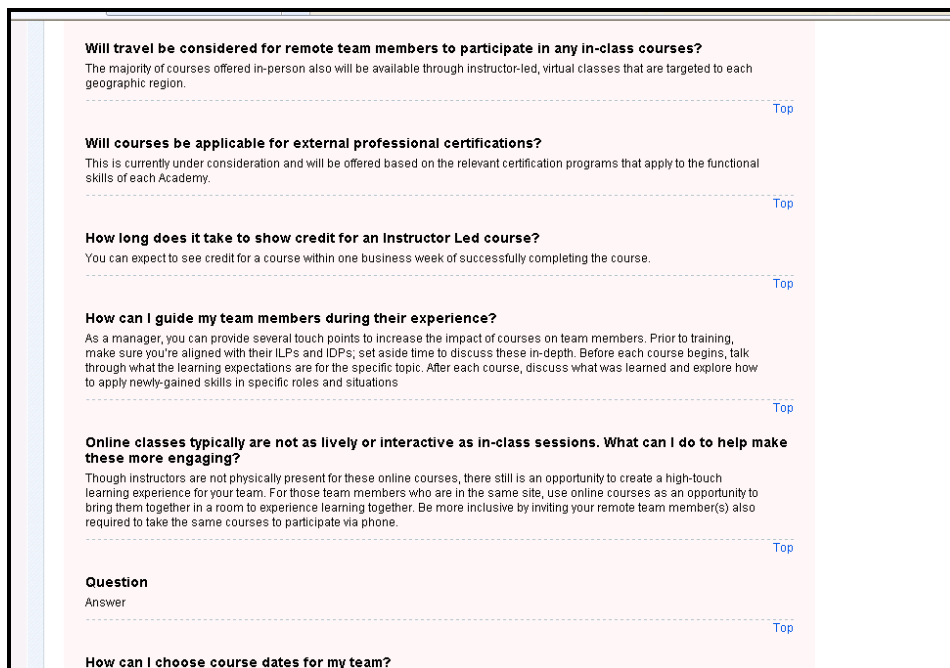 Will travel be considered for remote team members to participate in any in-class courses?
The majority of courses offered in-person also will be available through instructor-led, virtual classes that are targeted to each
geographic region.
Top
Will courses be applicable for external professional certifications?
This is currently under consideration and will be offered based on the relevant certification programs that apply to the functional
skills of each Academy.
Top
How long does it take to show credit for an Instructor Led course?
You can expect to see credit for a course within one business week of successfully completing the course.
Top
How can I guide my team members during their experience?
As a manager, you can provide several touch points to increase the impact of courses on team members. Prior to training,
make sure you're aligned with their ILPs and IDPs; set aside time to discuss these in-depth. Before each course begins, talk
through what the learning expectations are for the specific topic. After each course, discuss what was learned and explore how
to apply newly-gained skills in specific roles and situations
Top
Online classes typically are not as lively or interactive as in-class sessions. What can I do to help make
these more engaging?
Though instructors are not physically present for these online courses, there still is an opportunity to create a high-touch
learning experience for your team. For those team members who are in the same site, use online courses as an opportunity to
bring them together in a room to experience learning together. Be more inclusive by inviting your remote team member(s) also
required to take the same courses to participate via phone.
Top
Question
Answer
Top
How can I choose course dates for my team?